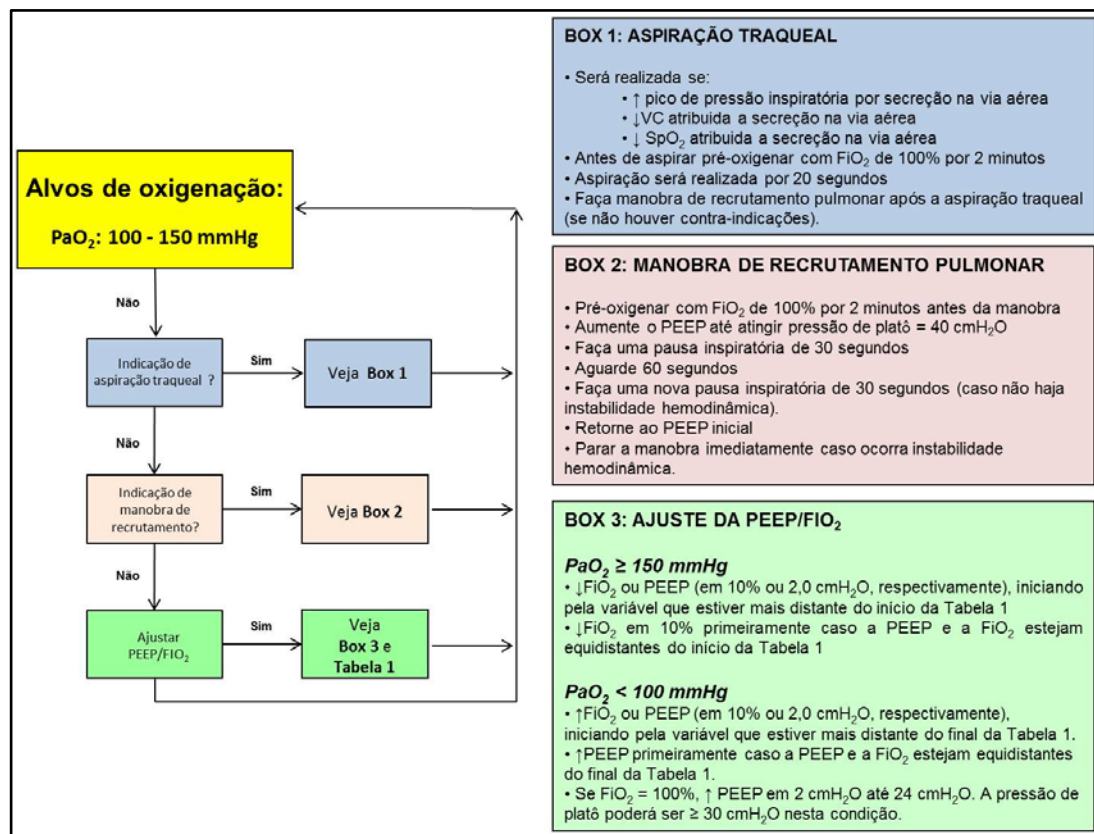 Alvos de oxigenação:
PaO₂: 100 - 150 mmHg
Não
Indicação de
aspiração traqueal ?
Sim
Veja Box 1
Não
Indicação de
manobra de
recrutamento?
Sim
Veja Box 2
Não
Ajustar
PEEP/FIO₂
Sim
Veja
Box 3 e
Tabela 1
BOX 1: ASPIRAÇÃO TRAQUEAL
• Será realizada se:
• ↑ pico de pressão inspiratória por secreção na via aérea
• ↓VC atribuida a secreção na via aérea
• ↓ SpO₂ atribuida a secreção na via aérea
• Antes de aspirar pré-oxigenar com FiO₂ de 100% por 2 minutos
• Aspiração será realizada por 20 segundos
• Faça manobra de recrutamento pulmonar após a aspiração traqueal
(se não houver contra-indicações).
BOX 2: MANOBRA DE RECRUTAMENTO PULMONAR
• Pré-oxigenar com FiO₂ de 100% por 2 minutos antes da manobra
• Aumente o PEEP até atingir pressão de platô = 40 cmH₂O
• Faça uma pausa inspiratória de 30 segundos
• Aguarde 60 segundos
• Faça uma nova pausa inspiratória de 30 segundos (caso não haja
instabilidade hemodinâmica).
• Retorne ao PEEP inicial
• Parar a manobra imediatamente caso ocorra instabilidade
hemodinâmica.
BOX 3: AJUSTE DA PEEP/FIO₂
PaO₂ ≥ 150 mmHg
• ↓FiO₂ ou PEEP (em 10% ou 2,0 cmH₂O, respectivamente), iniciando
pela variável que estiver mais distante do início da Tabela 1
• ↓FiO₂ em 10% primeiramente caso a PEEP e a FiO₂ estejam
equidistantes do início da Tabela 1
PaO₂ < 100 mmHg
• ↑FiO₂ ou PEEP (em 10% ou 2,0 cmH₂O, respectivamente),
iniciando pela variável que estiver mais distante do final da Tabela 1.
• ↑PEEP primeiramente caso a PEEP e a FiO₂ estejam equidistantes
do final da Tabela 1.
• Se FiO₂ = 100%, ↑ PEEP em 2 cmH₂O até 24 cmH₂O. A pressão de
platô poderá ser ≥ 30 cmH₂O nesta condição.